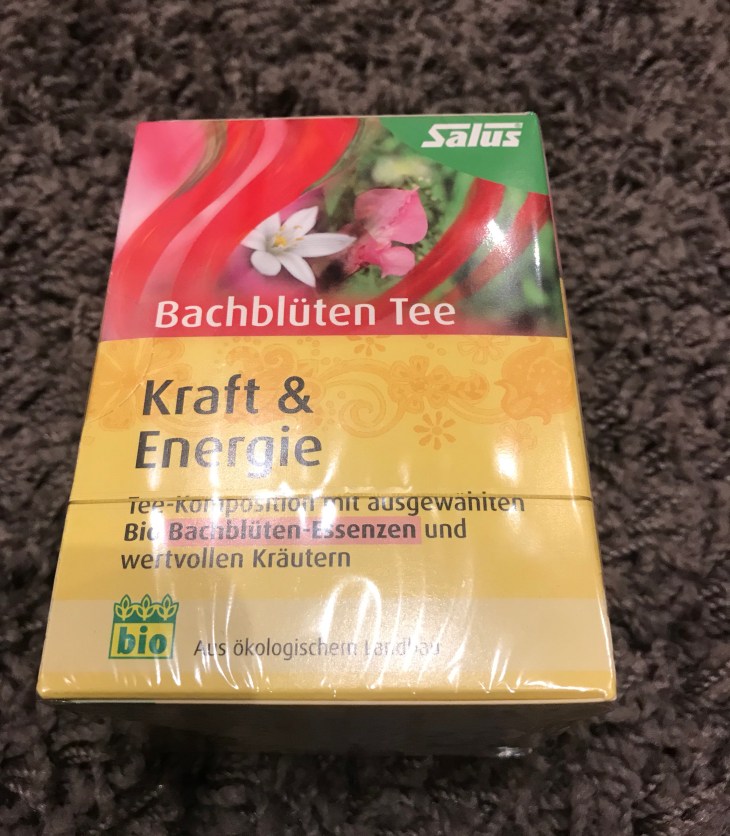 Salus®
Bachblüten Tee
Kraft &
Energie
Tee-Komposition mit ausgewählten
Bio Bachblüten-Essenzen und
wertvollen Kräutern
bio
Aus ökologischem Landbau